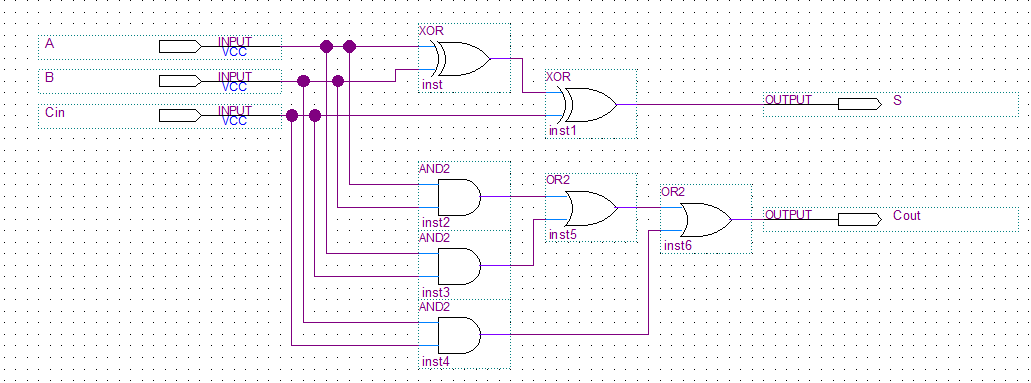 XOR
A
INPUT
VCC
B
INPUT
VCC
inst
XOR
Cin
INPUT
VCC
inst1
OUTPUT
S
AND2
inst2
OR2
inst5
OR2
inst6
OUTPUT
Cout
AND2
inst3
AND2
inst4